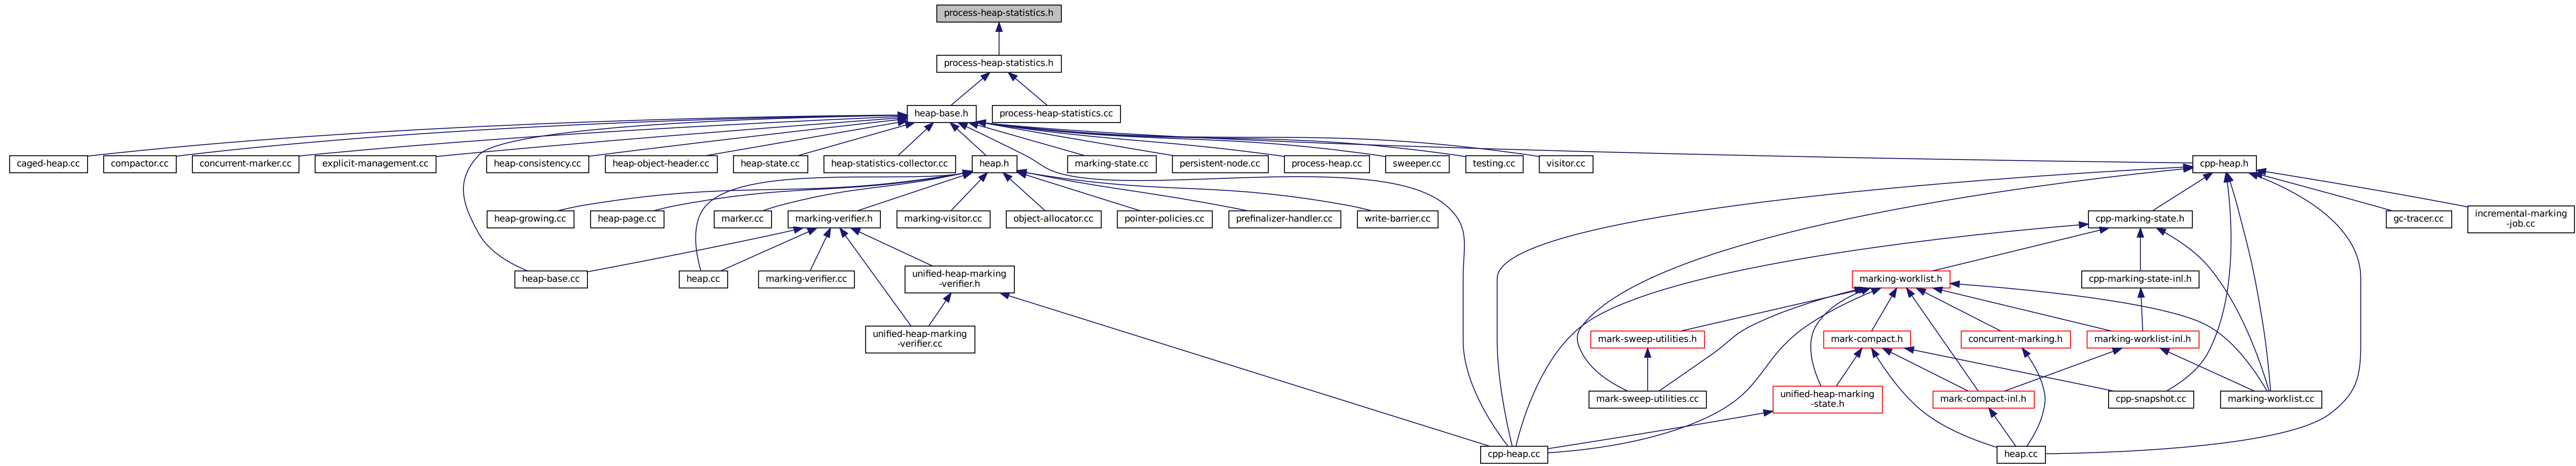 process-heap-statistics.h
process-heap-statistics.h
heap-base.h
process-heap-statistics.cc
caged-heap.cc
compactor.cc
concurrent-marker.cc
explicit-management.cc
heap-consistency.cc
heap-object-header.cc
heap-state.cc
heap-statistics-collector.cc
heap.h
marking-state.cc
persistent-node.cc
process-heap.cc
sweeper.cc
testing.cc
visitor.cc
cpp-heap.h
heap-growing.cc
heap-page.cc
marker.cc
marking-verifier.h
marking-visitor.cc
object-allocator.cc
pointer-policies.cc
prefinalizer-handler.cc
write-barrier.cc
cpp-marking-state.h
gc-tracer.cc
incremental-marking
-job.cc
heap-base.cc
heap.cc
marking-verifier.cc
unified-heap-marking
-verifier.h
marking-worklist.h
cpp-marking-state-inl.h
unified-heap-marking
-verifier.cc
mark-sweep-utilities.h
mark-compact.h
concurrent-marking.h
marking-worklist-inl.h
mark-sweep-utilities.cc
unified-heap-marking
-state.h
mark-compact-inl.h
cpp-snapshot.cc
marking-worklist.cc
cpp-heap.cc
heap.cc